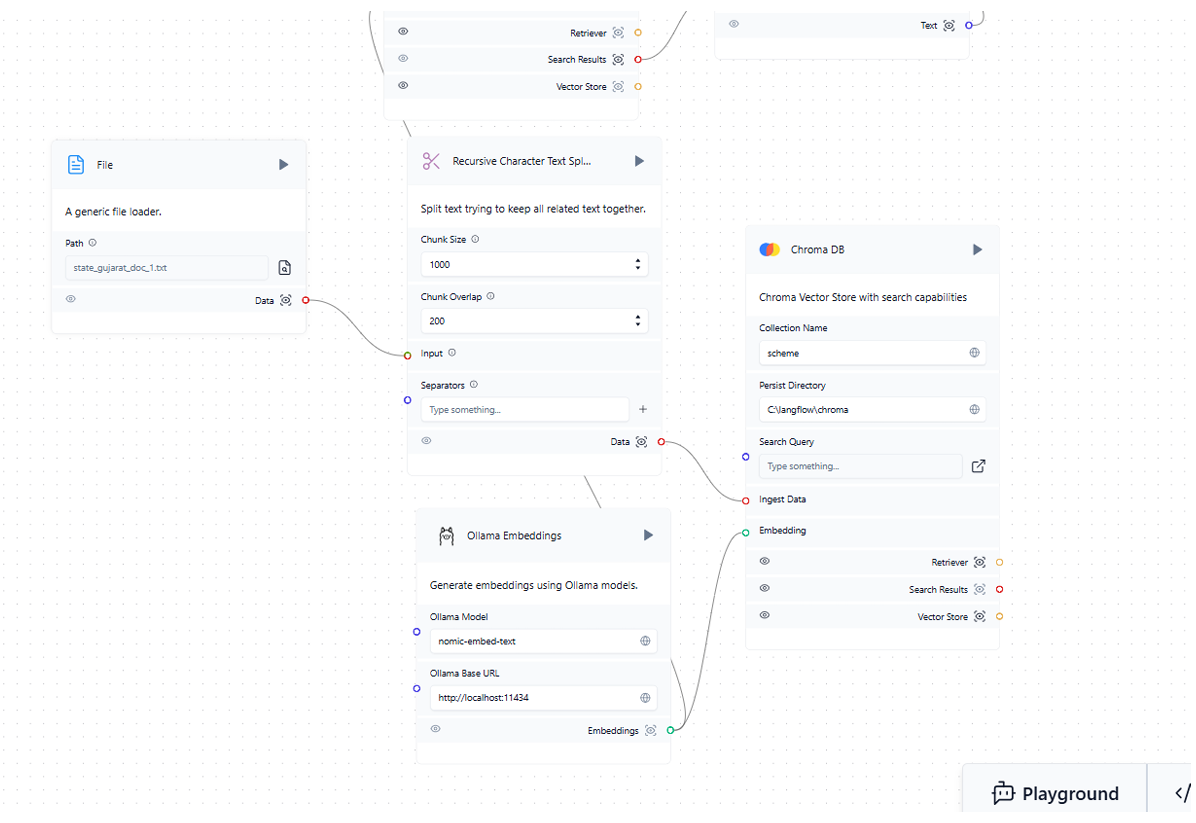 Retriever
Search Results
Vector Store
Text
File
A generic file loader.
Path
state_gujarat_doc_1.txt
Data
Recursive Character Text Spl...
Split text trying to keep all related text together.
Chunk Size
1000
Chunk Overlap
200
Input
Separators
Type something...
Data
Ollama Embeddings
Generate embeddings using Ollama models.
Ollama Model
nomic-embed-text
Ollama Base URL
http://localhost:11434
Embeddings
Chroma DB
Chroma Vector Store with search capabilities
Collection Name
scheme
Persist Directory
C:\langflow\chroma
Search Query
Type something...
Ingest Data
Embedding
Retriever
Search Results
Vector Store
Playground